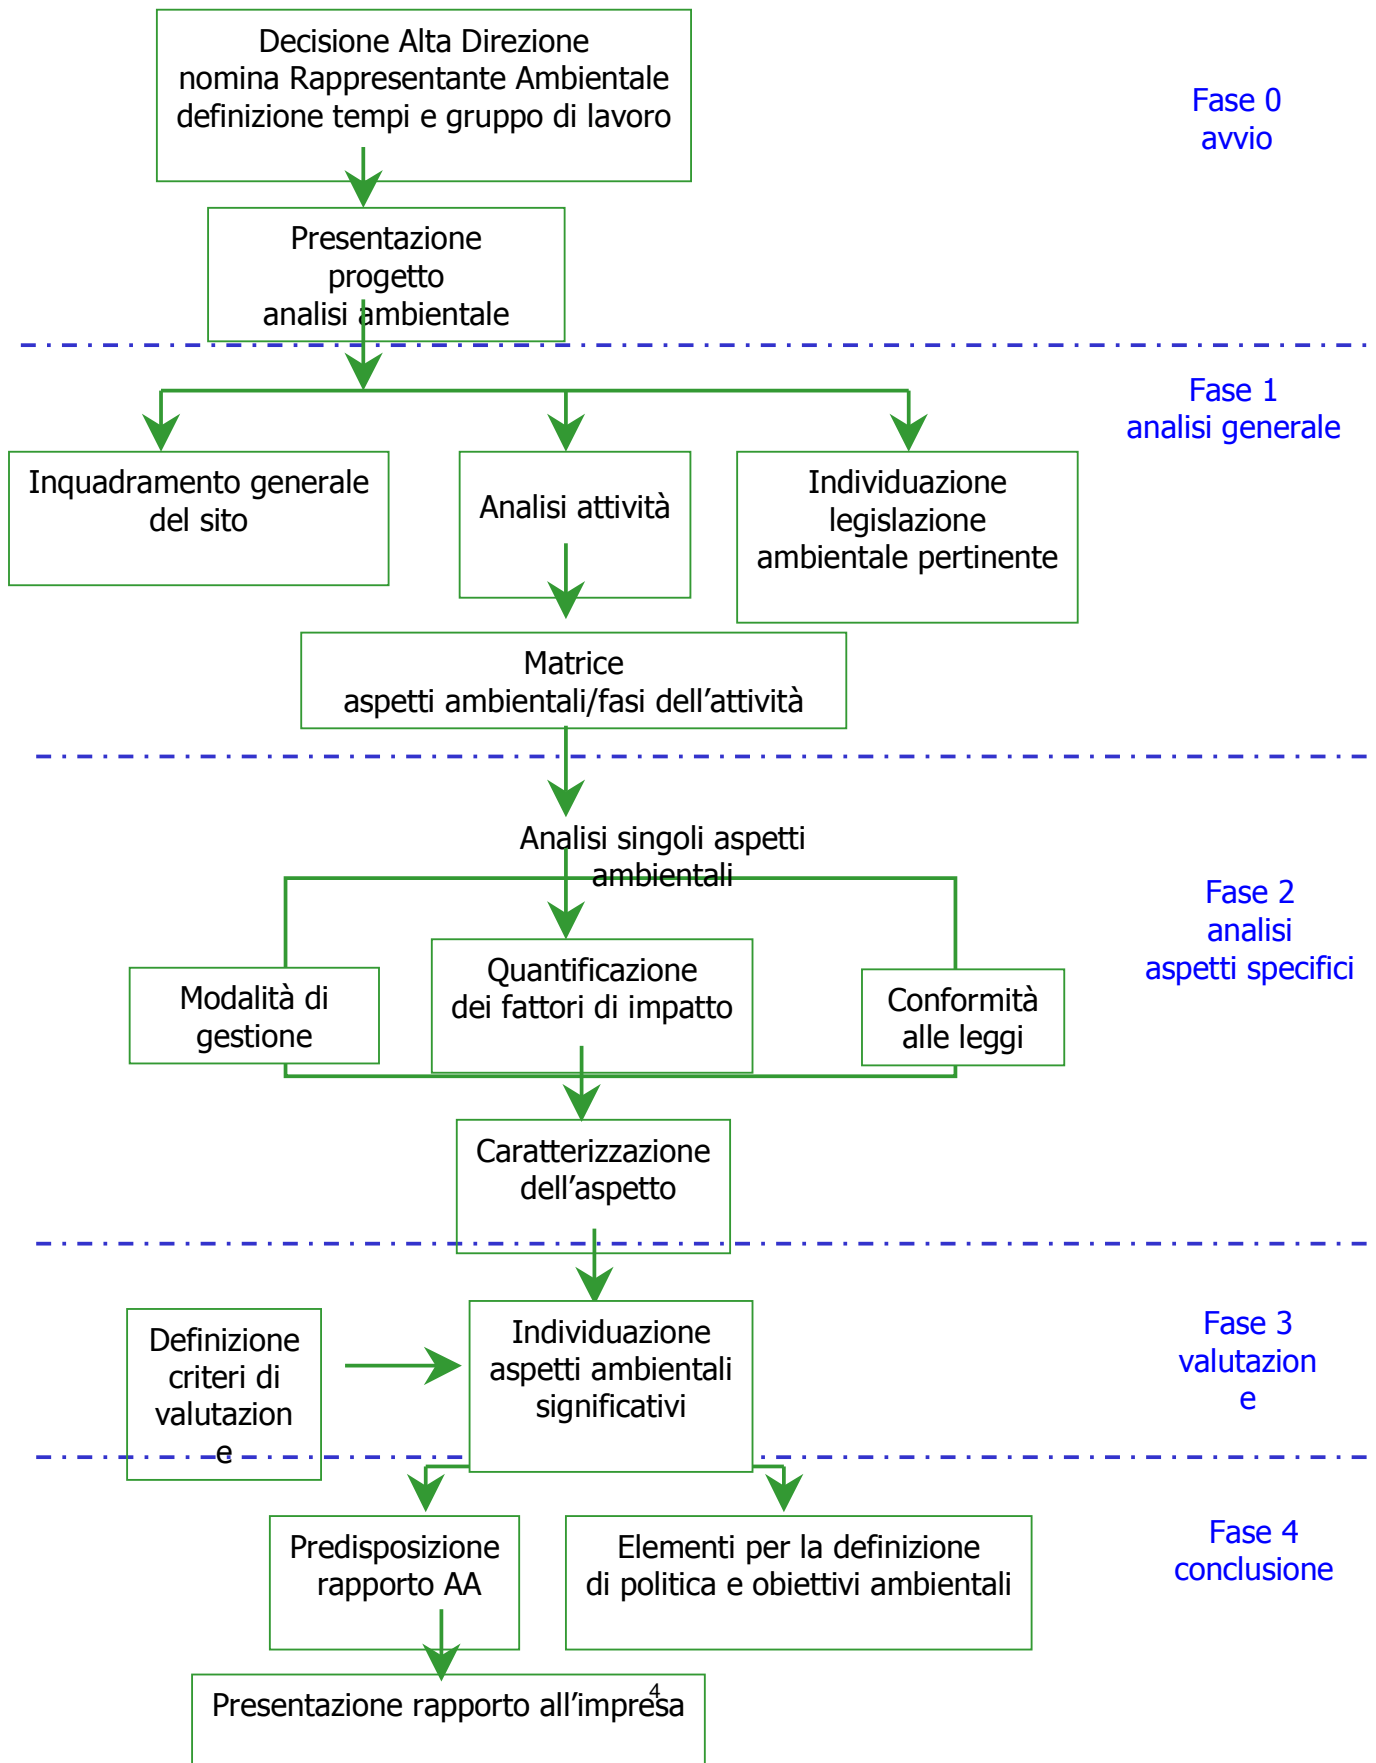 Decisione Alta Direzione
nomina Rappresentante Ambientale
definizione tempi e gruppo di lavoro
Fase 0
avvio
Presentazione
progetto
analisi ambientale
Fase 1
analisi generale
Inquadramento generale
del sito
Analisi attività
Individuazione
legislazione
ambientale pertinente
Matrice
aspetti ambientali/fasi dell’attività
Analisi singoli aspetti
ambientali
Fase 2
analisi
aspetti specifici
Modalità di
gestione
Quantificazione
dei fattori di impatto
Conformità
alle leggi
Caratterizzazione
dell’aspetto
Definizione
criteri di
valutazion
e
Individuazione
aspetti ambientali
significativi
Fase 3
valutazion
e
Predisposizione
rapporto AA
Elementi per la definizione
di politica e obiettivi ambientali
Fase 4
conclusione
Presentazione rapporto all’impresa
4